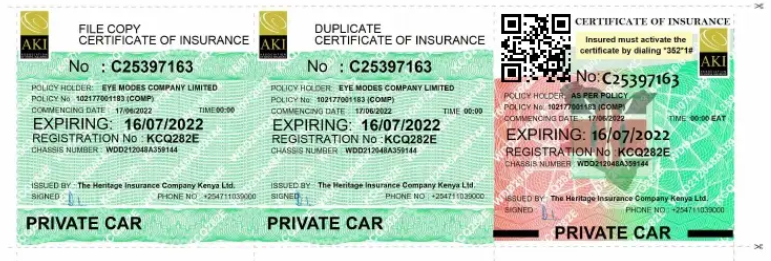 AKI
FILE COPY
CERTIFICATE OF INSURANCE
No : C25397163
POLICY HOLDER: EYE MODES COMPANY LIMITED
POLICY No : 102177001183 (COMP)
COMMENCING DATE : 17/06/2022 TIME 00:00
EXPIRING: 16/07/2022
REGISTRATION No : KCQ282E
CHASSIS NUMBER : WDD212048A359144
ISSUED BY : The Heritage Insurance Company Kenya Ltd.
SIGNED PHONE NO : +254711039000
PRIVATE CAR
AKI
DUPLICATE
CERTIFICATE OF INSURANCE
No : C25397163
POLICY HOLDER: EYE MODES COMPANY LIMITED
POLICY No : 102177001183 (COMP)
COMMENCING DATE : 17/06/2022 TIME 00:00
EXPIRING: 16/07/2022
REGISTRATION No : KCQ282E
CHASSIS NUMBER : WDD212048A359144
ISSUED BY : The Heritage Insurance Company Kenya Ltd.
SIGNED PHONE NO : +254711039000
PRIVATE CAR
CERTIFICATE OF INSURANCE
Insured must activate the
certificate by dialing *352*1#
AKI
No: C25397163
POLICY HOLDER: AS PER POLICY
POLICY No : 102177001183 (COMP)
COMMENCING DATE : 17/06/2022 TIME 00:00 EAT
EXPIRING: 16/07/2022
REGISTRATION No : KCQ282E
CHASSIS NUMBER : WDD212048A359144
ISSUED BY : The Heritage Insurance Company Kenya Ltd.
SIGNED PHONE NO : +254711039000
PRIVATE CAR